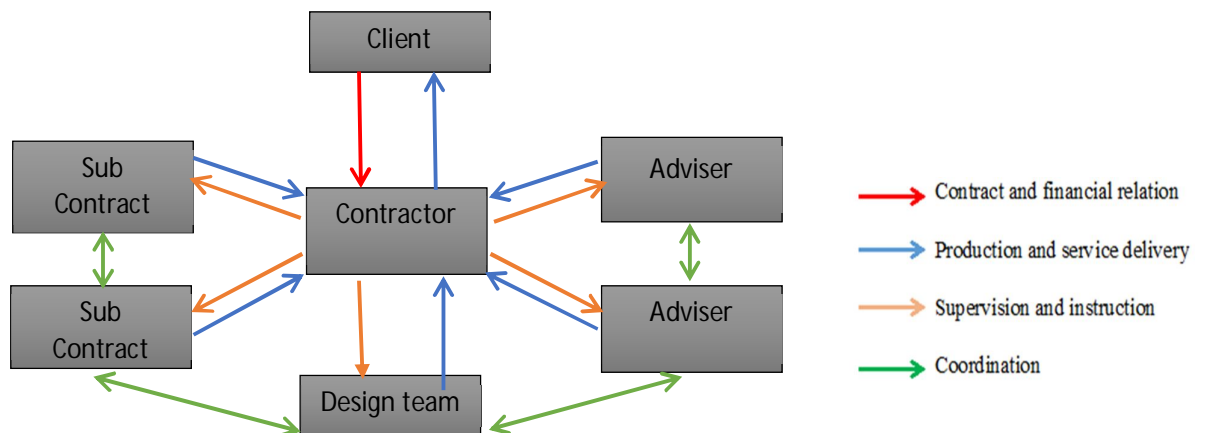 Client
Sub
Contract
Contractor
Adviser
Sub
Contract
Adviser
Design team
Contract and financial relation
Production and service delivery
Supervision and instruction
Coordination